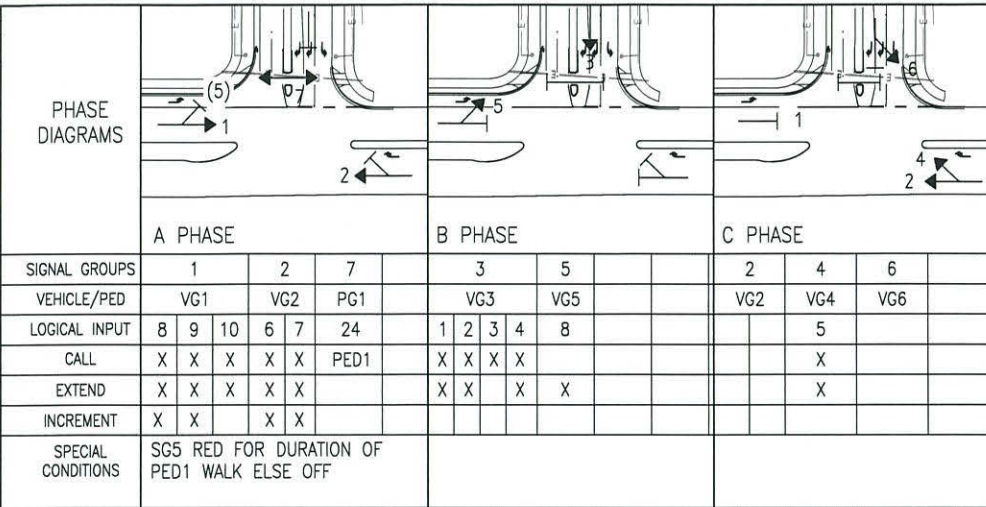 PHASE
DIAGRAMS
(5)
1
7
2
A PHASE
3
5
B PHASE
6
1
4
2
C PHASE
SIGNAL GROUPS 1 2 7 3 5 2 4 6
VEHICLE/PED VG1 VG2 PG1 VG3 VG5 VG2 VG4 VG6
LOGICAL INPUT 8 9 10 6 7 24 1 2 3 4 8 5
CALL X X X X X PED1 X X X X X
EXTEND X X X X X X X X X X
INCREMENT X X X X
SPECIAL
CONDITIONS
SG5 RED FOR DURATION OF
PED1 WALK ELSE OFF